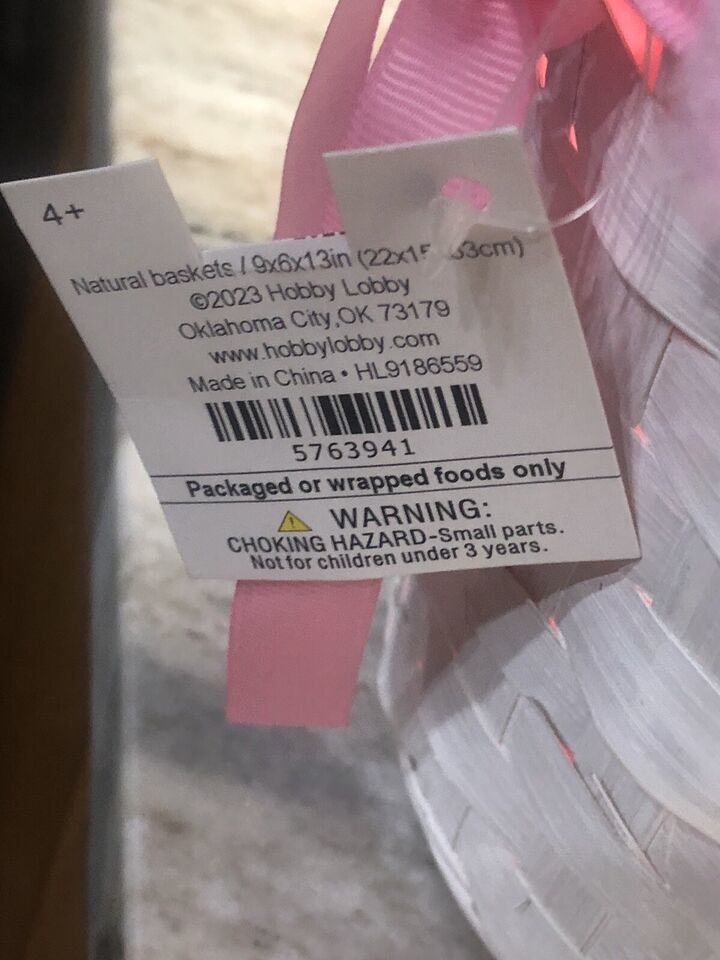 4+
Natural baskets / 9x6x13in (22x15 33cm)
©2023 Hobby Lobby
Oklahoma City,OK 73179
www.hobbylobby.com
Made in China • HL9186559
5763941
Packaged or wrapped foods only
WARNING:
CHOKING HAZARD-Small parts.
Not for children under 3 years.